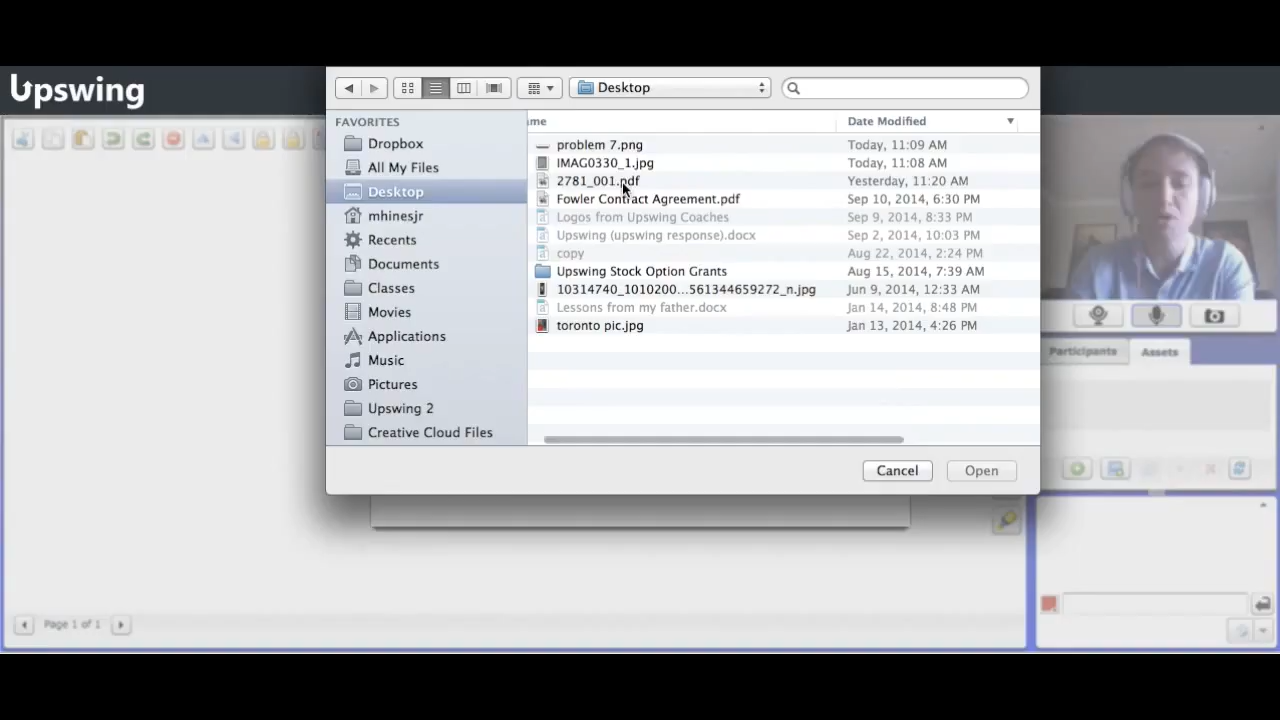 Upswing
Desktop
FAVORITES
Dropbox
All My Files
Desktop
mhinesjr
Recents
Documents
Classes
Movies
Applications
Music
Pictures
Upswing 2
Creative Cloud Files
me Date Modified
problem 7.png Today, 11:09 AM
IMAG0330_1.jpg Today, 11:08 AM
2781_001.pdf Yesterday, 11:20 AM
Fowler Contract Agreement.pdf Sep 10, 2014, 6:30 PM
Logos from Upswing Coaches Sep 9, 2014, 8:33 PM
Upswing (upswing response).docx Sep 2, 2014, 10:03 PM
copy Aug 22, 2014, 2:24 PM
Upswing Stock Option Grants Aug 15, 2014, 7:39 AM
10314740_1010200...561344659272_n.jpg Jun 9, 2014, 12:33 AM
Lessons from my father.docx Jan 14, 2014, 8:48 PM
toronto pic.jpg Jan 13, 2014, 4:26 PM
Cancel Open
Participants Assets
Page 1 of 1